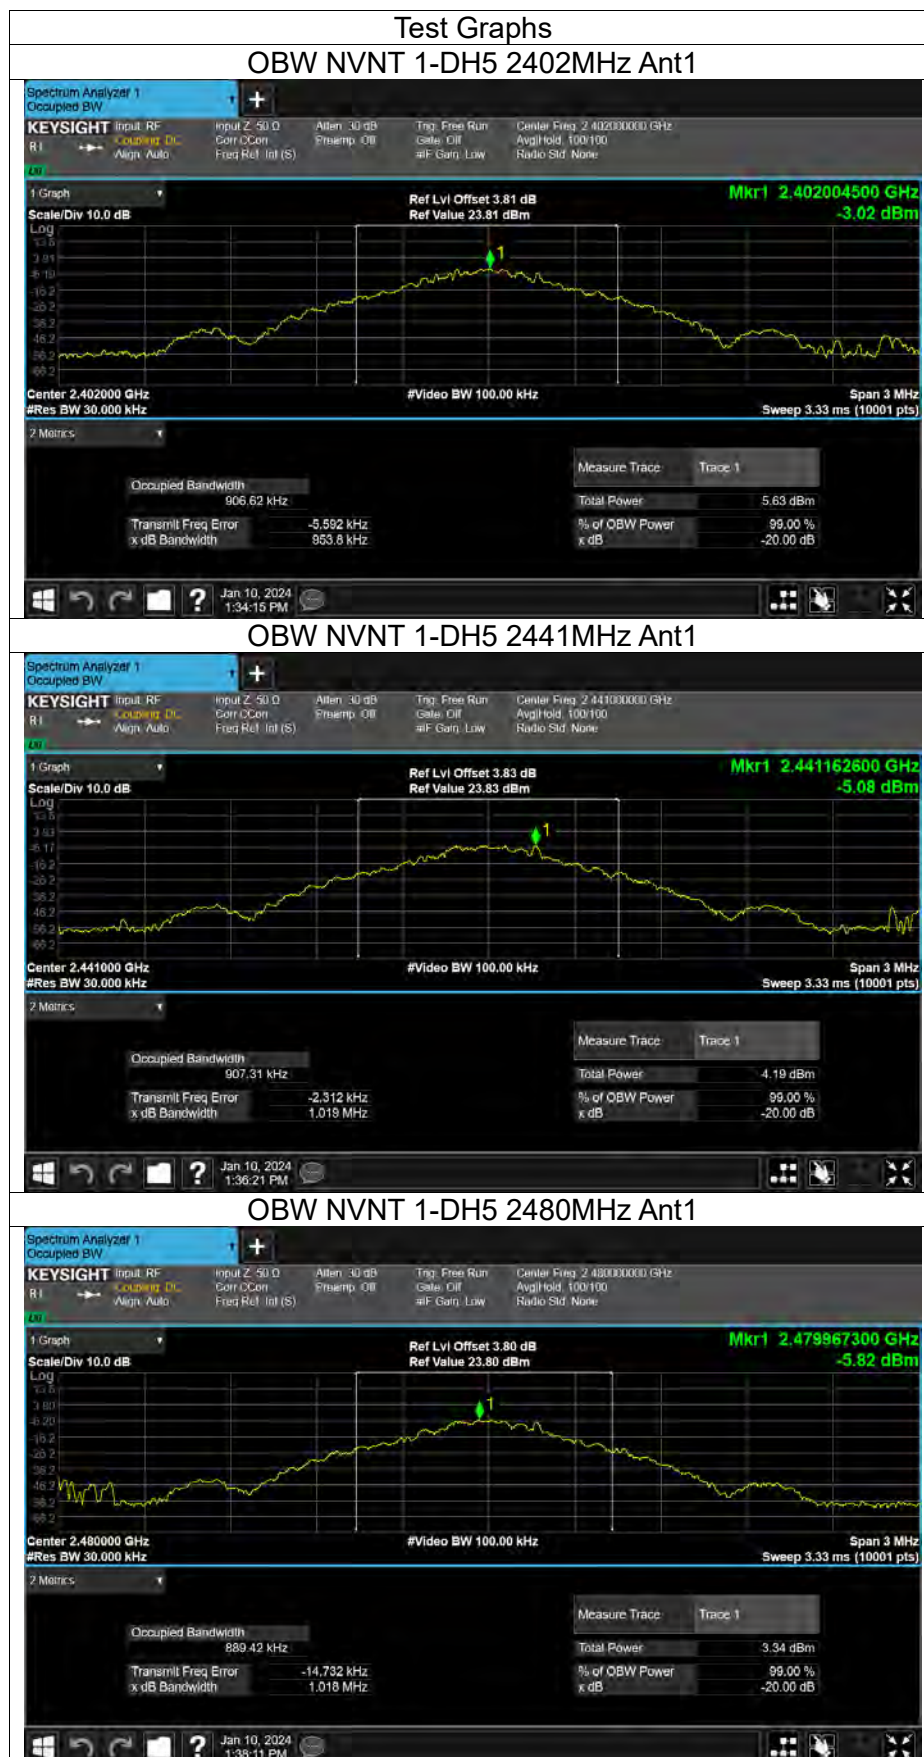 Test Graphs
OBW NVNT 1-DH5 2402MHz Ant1
Spectrum Analyzer 1
Occupied BW
+
KEYSIGHT Input: RF Input Z: 50 Ω Atten: 30 dB Trig: Free Run Center Freq: 2.402000000 GHz
Coupling: DC Corr CCorr Preamp: Off Gate: Off Avg|Hold: 100/100
Align: Auto Freq Ref: Int (S) #IF Gain: Low Radio Std: None
1 Graph
Ref Lvl Offset 3.81 dB
Mkr1 2.402004500 GHz
Scale/Div 10.0 dB
Ref Value 23.81 dBm
-3.02 dBm
Log
1
Center 2.402000 GHz #Video BW 100.00 kHz Span 3 MHz
#Res BW 30.000 kHz Sweep 3.33 ms (10001 pts)
2 Metrics
Measure Trace Trace 1
Occupied Bandwidth
906.62 kHz
Total Power 5.63 dBm
Transmit Freq Error -5.592 kHz % of OBW Power 99.00 %
x dB Bandwidth 953.8 kHz x dB -20.00 dB
? Jan 10, 2024
1:34:15 PM
OBW NVNT 1-DH5 2441MHz Ant1
Spectrum Analyzer 1
Occupied BW
+
KEYSIGHT Input: RF Input Z: 50 Ω Atten: 30 dB Trig: Free Run Center Freq: 2.441000000 GHz
Coupling: DC Corr CCorr Preamp: Off Gate: Off Avg|Hold: 100/100
Align: Auto Freq Ref: Int (S) #IF Gain: Low Radio Std: None
1 Graph
Ref Lvl Offset 3.83 dB
Mkr1 2.441162600 GHz
Scale/Div 10.0 dB
Ref Value 23.83 dBm
-5.08 dBm
Log
1
Center 2.441000 GHz #Video BW 100.00 kHz Span 3 MHz
#Res BW 30.000 kHz Sweep 3.33 ms (10001 pts)
2 Metrics
Measure Trace Trace 1
Occupied Bandwidth
907.31 kHz
Total Power 4.19 dBm
Transmit Freq Error -2.312 kHz % of OBW Power 99.00 %
x dB Bandwidth 1.019 MHz x dB -20.00 dB
? Jan 10, 2024
1:36:21 PM
OBW NVNT 1-DH5 2480MHz Ant1
Spectrum Analyzer 1
Occupied BW
+
KEYSIGHT Input: RF Input Z: 50 Ω Atten: 30 dB Trig: Free Run Center Freq: 2.480000000 GHz
Coupling: DC Corr CCorr Preamp: Off Gate: Off Avg|Hold: 100/100
Align: Auto Freq Ref: Int (S) #IF Gain: Low Radio Std: None
1 Graph
Ref Lvl Offset 3.80 dB
Mkr1 2.479967300 GHz
Scale/Div 10.0 dB
Ref Value 23.80 dBm
-5.82 dBm
Log
1
Center 2.480000 GHz #Video BW 100.00 kHz Span 3 MHz
#Res BW 30.000 kHz Sweep 3.33 ms (10001 pts)
2 Metrics
Measure Trace Trace 1
Occupied Bandwidth
889.42 kHz
Total Power 3.34 dBm
Transmit Freq Error -14.732 kHz % of OBW Power 99.00 %
x dB Bandwidth 1.018 MHz x dB -20.00 dB
? Jan 10, 2024
1:38:11 PM